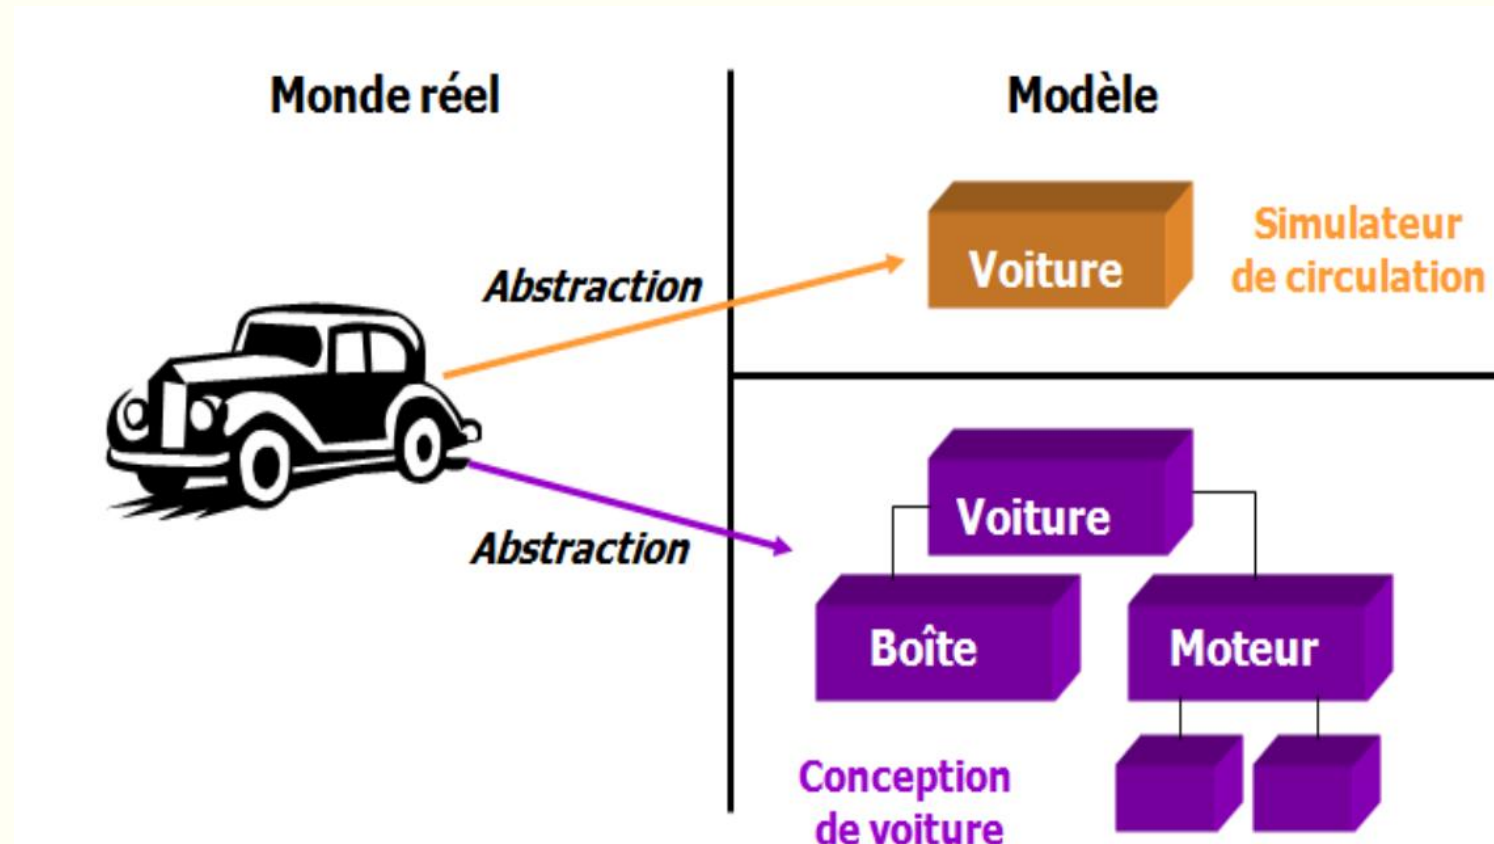 Monde réel
Modèle
Abstraction
Voiture
Simulateur
de circulation
Abstraction
Voiture
Boîte
Moteur
Conception
de voiture